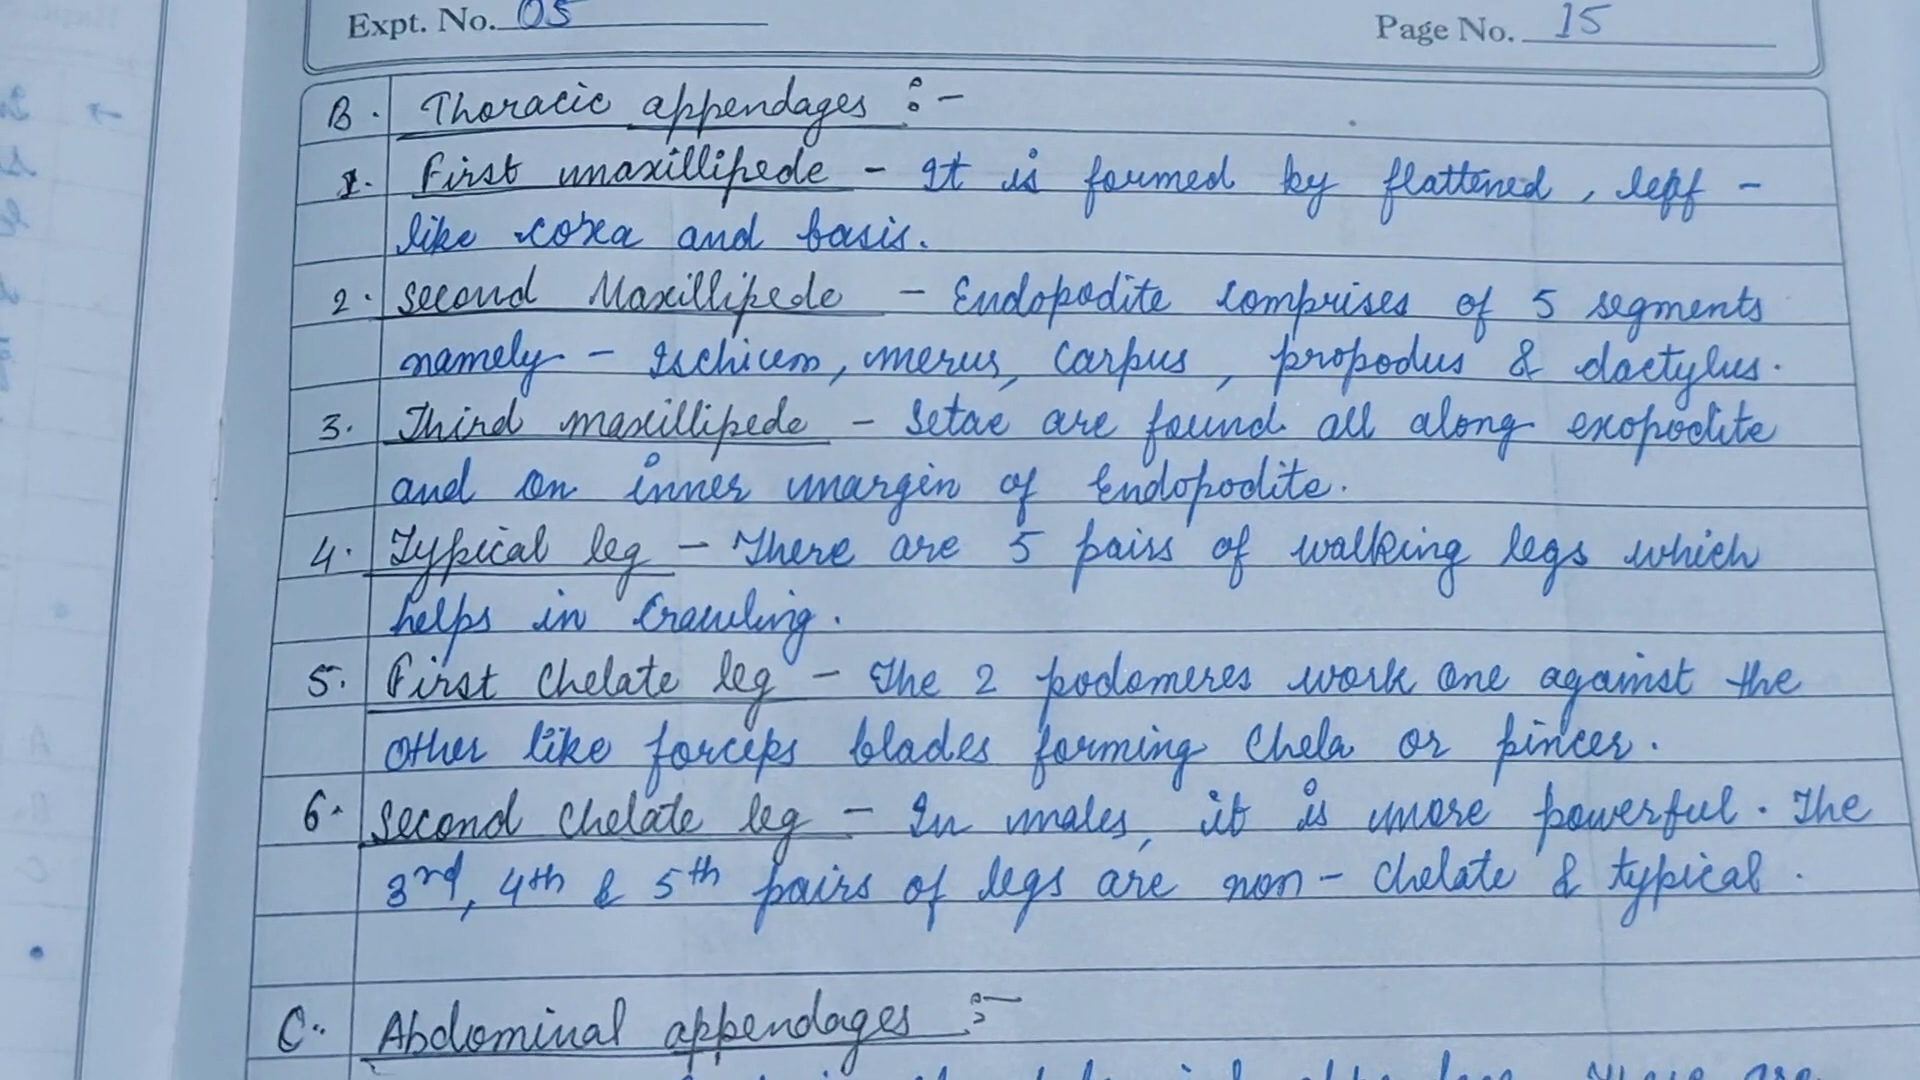 Expt. No. 05
Page No. 15
B. Thoracic appendages :-
1. First maxillipede - It is formed by flattened, leaf -
like coxa and basis.
2. Second Maxillipede - Endopodite comprises of 5 segments
namely - Ischium, merus, carpus, propodus & dactylus.
3. Third maxillipede - Setae are found all along exopodite
and on inner margin of Endopodite.
4. Typical leg - There are 5 pairs of walking legs which
helps in crawling.
5. First Chelate leg - The 2 podomeres work one against the
other like forceps blades forming Chela or pincer.
6. Second Chelate leg - In males, it is more powerful. The
3rd, 4th & 5th pairs of legs are non - chelate & typical.
C. Abdominal appendages :-